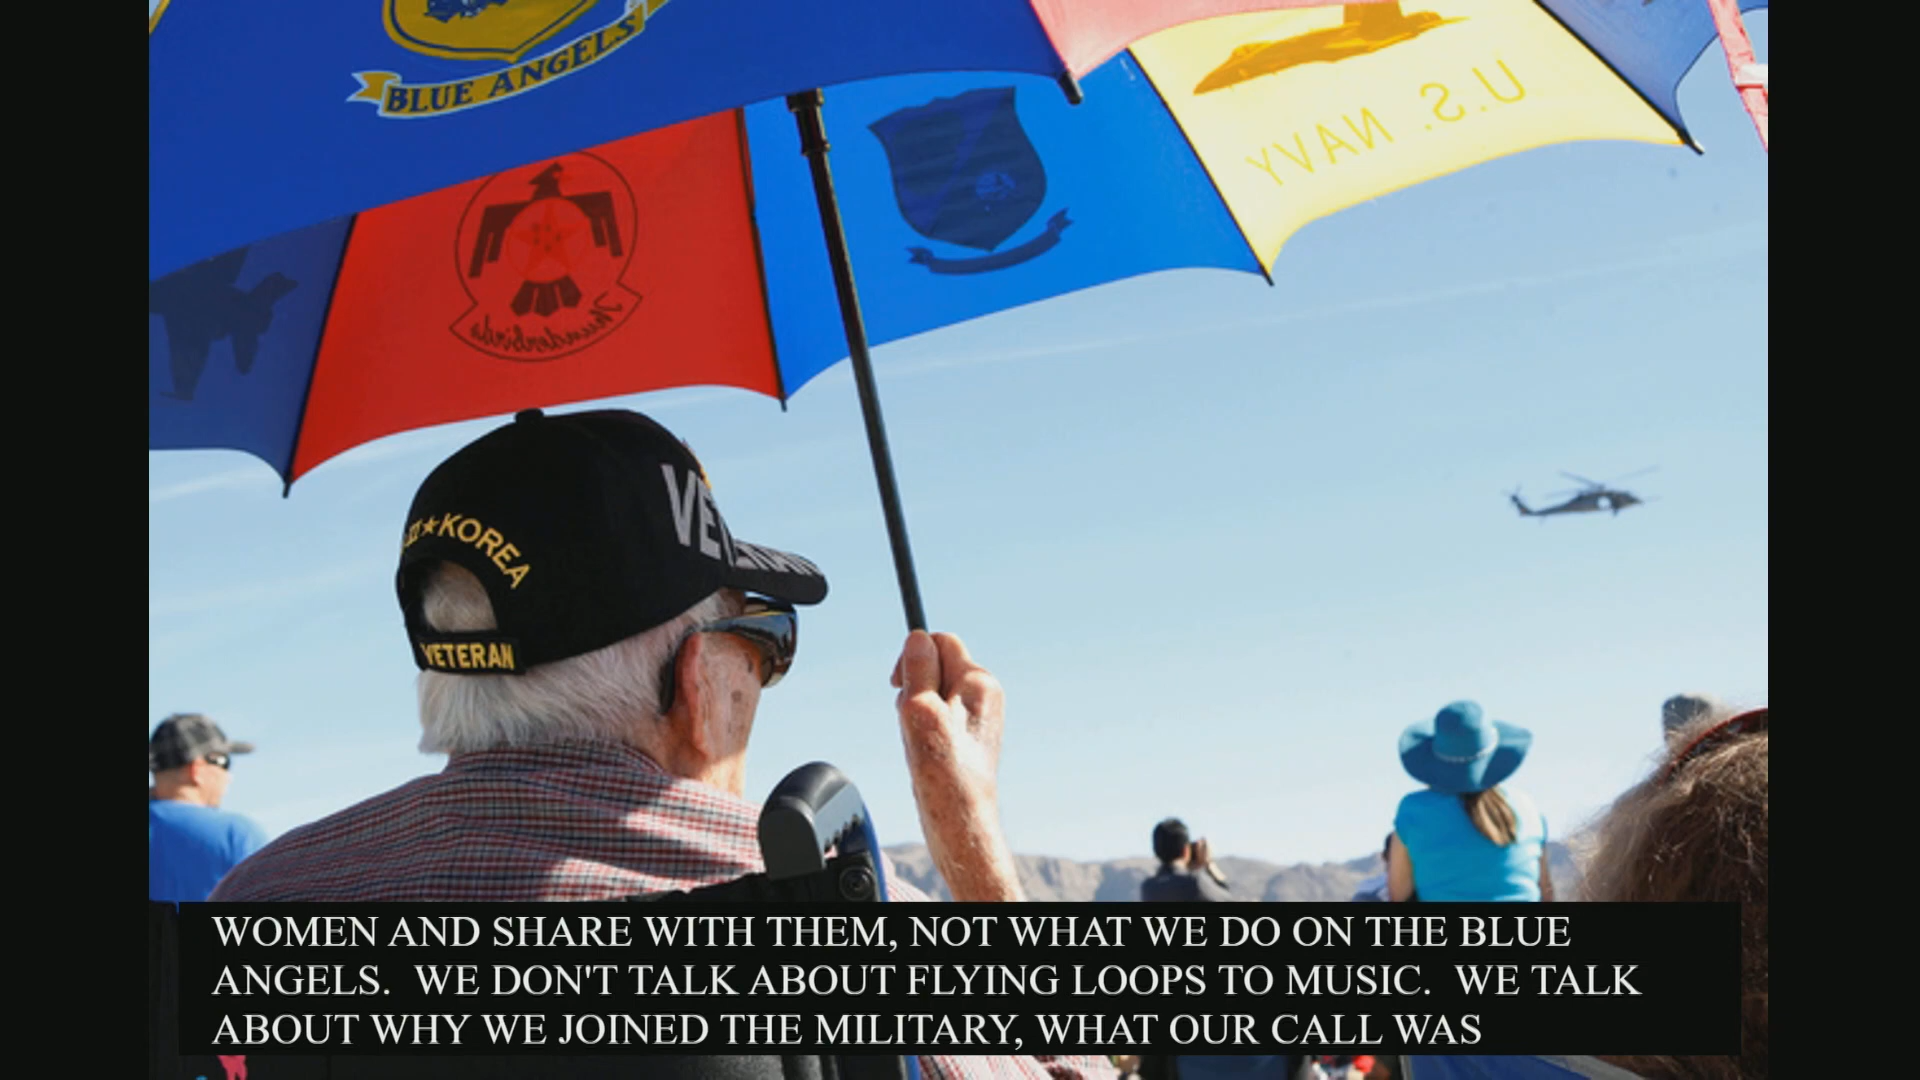 BLUE ANGELS
U.S. NAVY
Thunderbirds
KOREA
VETERAN
VETERAN
WOMEN AND SHARE WITH THEM, NOT WHAT WE DO ON THE BLUE
ANGELS.  WE DON'T TALK ABOUT FLYING LOOPS TO MUSIC.  WE TALK
ABOUT WHY WE JOINED THE MILITARY, WHAT OUR CALL WAS